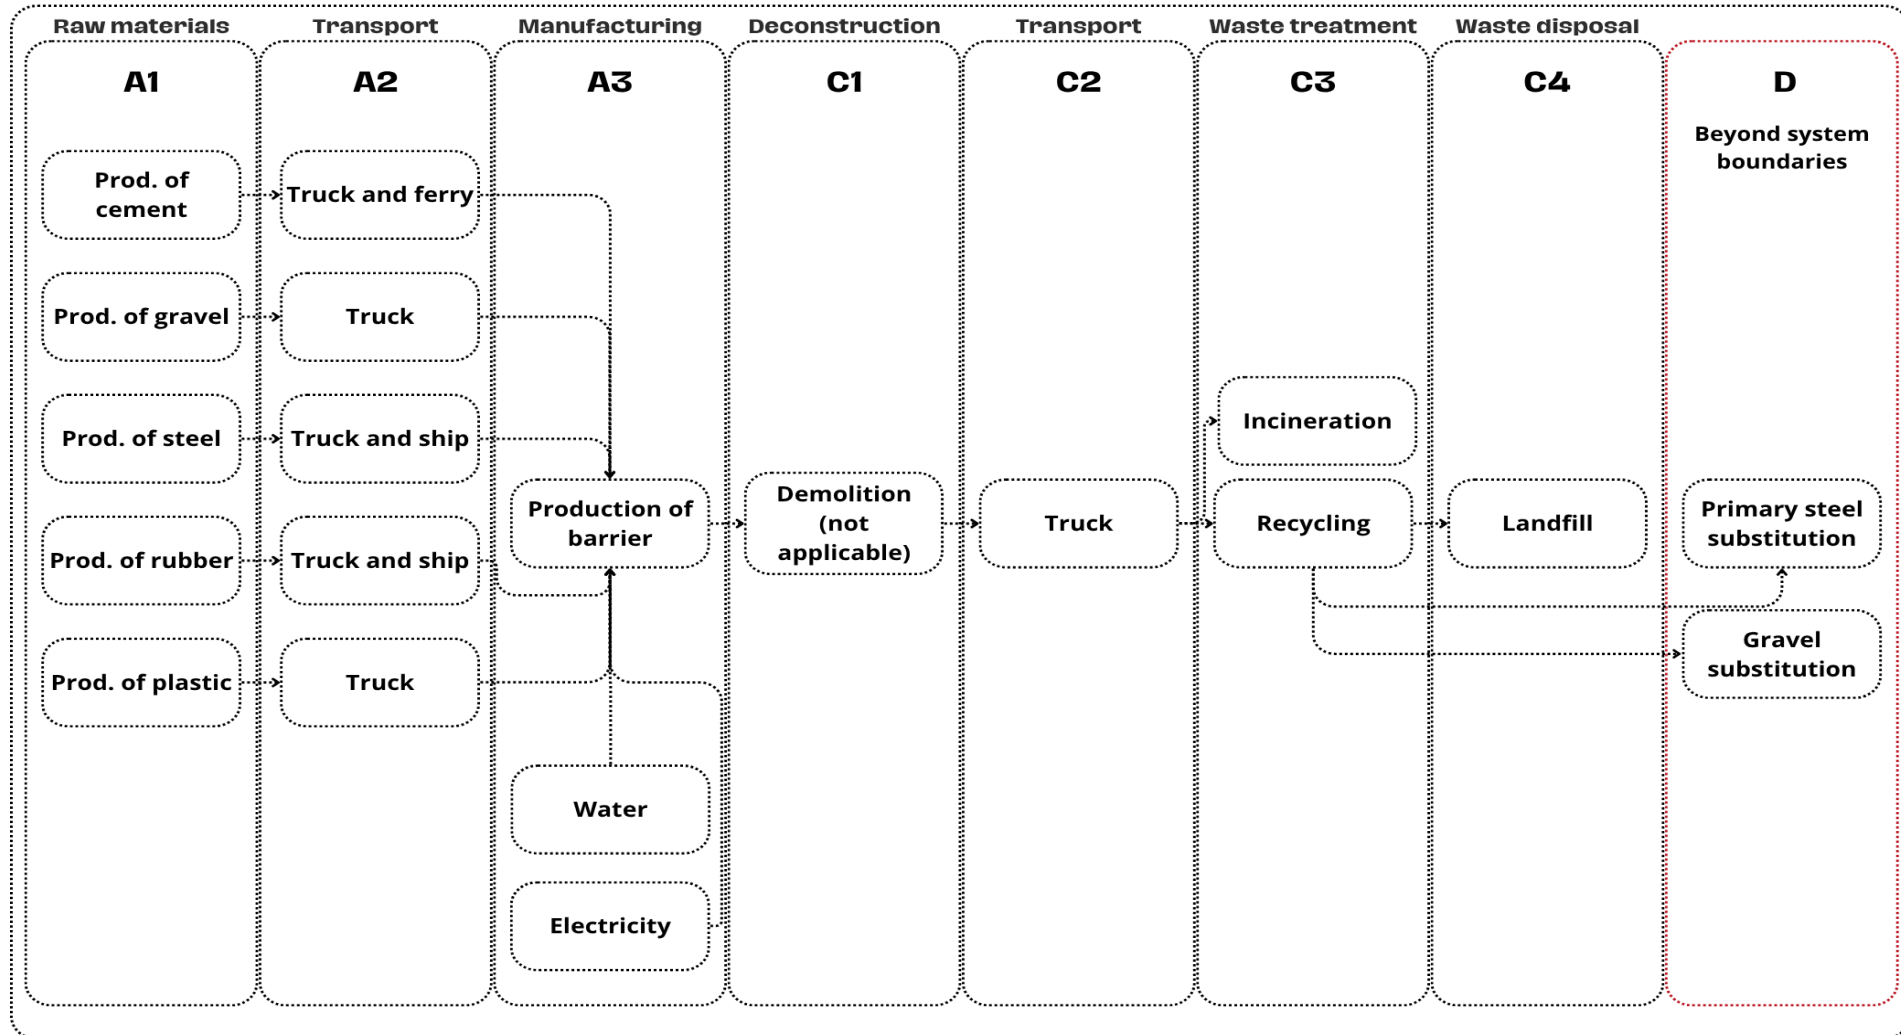 Raw materials
Transport
Manufacturing
Deconstruction
Transport
Waste treatment
Waste disposal
A1
A2
A3
C1
C2
C3
C4
D
Beyond system
boundaries
Prod. of
cement
Truck and ferry
Prod. of gravel
Truck
Prod. of steel
Truck and ship
Prod. of rubber
Truck and ship
Prod. of plastic
Truck
Production of
barrier
Water
Electricity
Demolition
(not
applicable)
Truck
Incineration
Recycling
Landfill
Primary steel
substitution
Gravel
substitution